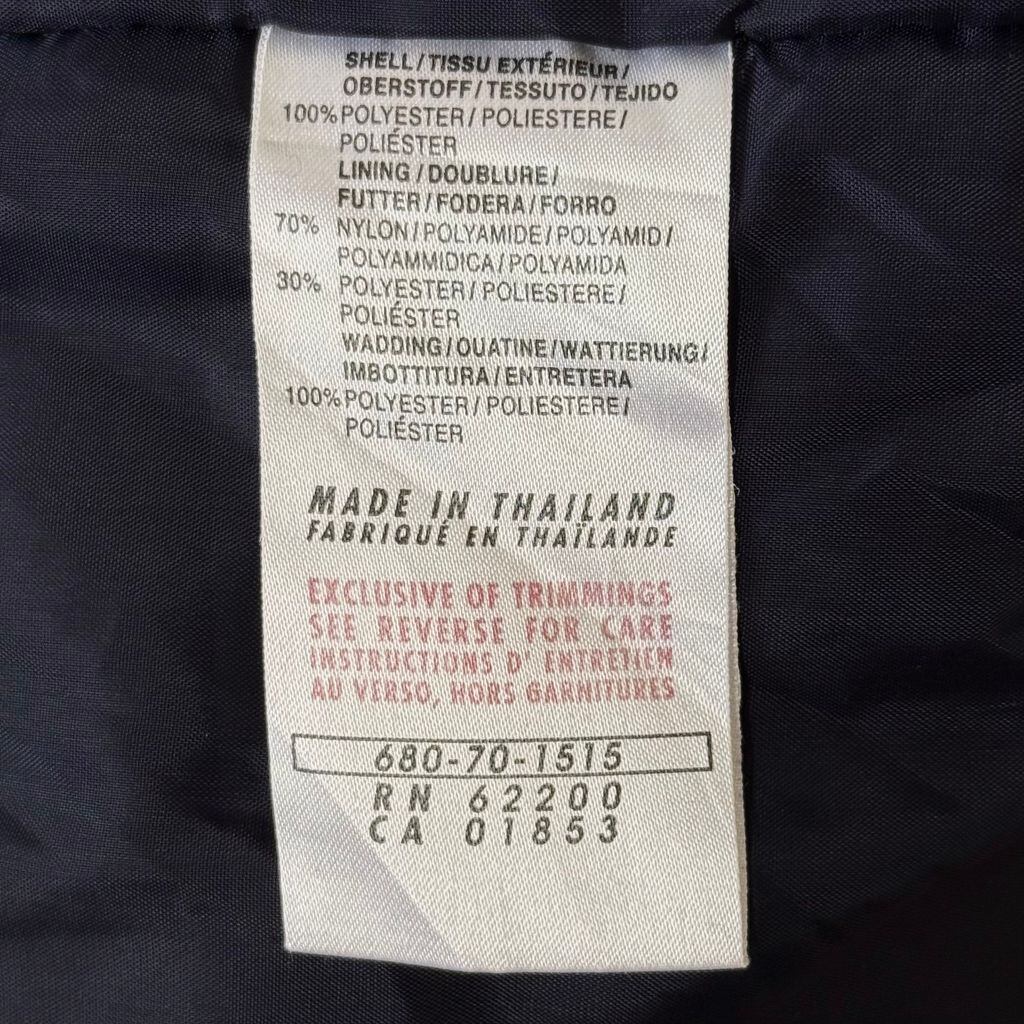 SHELL/TISSU EXTÉRIEUR/
OBERSTOFF/TESSUTO/TEJIDO
100% POLYESTER/POLIESTERE/
POLIÉSTER
LINING/DOUBLURE/
FUTTER/FODERA/FORRO
70% NYLON/POLYAMIDE/POLYAMID/
POLYAMMIDICA/POLYAMIDA
30% POLYESTER/POLIESTERE/
POLIÉSTER
WADDING/OUATINE/WATTIERUNG/
IMBOTTITURA/ENTRETERA
100% POLYESTER/POLIESTERE/
POLIÉSTER
MADE IN THAILAND
FABRIQUÉ EN THAÏLANDE
EXCLUSIVE OF TRIMMINGS
SEE REVERSE FOR CARE
INSTRUCTIONS D'ENTRETIEN
AU VERSO, HORS GARNITURES
680-70-1515
RN 62200
CA 01853